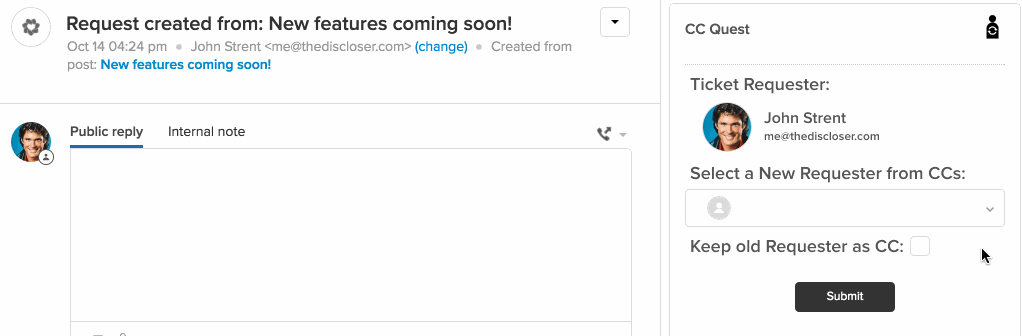 Request created from: New features coming soon!
Oct 14 04:24 pm • John Strent <me@thediscloser.com> (change) • Created from
post: New features coming soon!
Public reply Internal note
CC Quest
Ticket Requester:
John Strent
me@thediscloser.com
Select a New Requester from CCs:
Keep old Requester as CC:
Submit